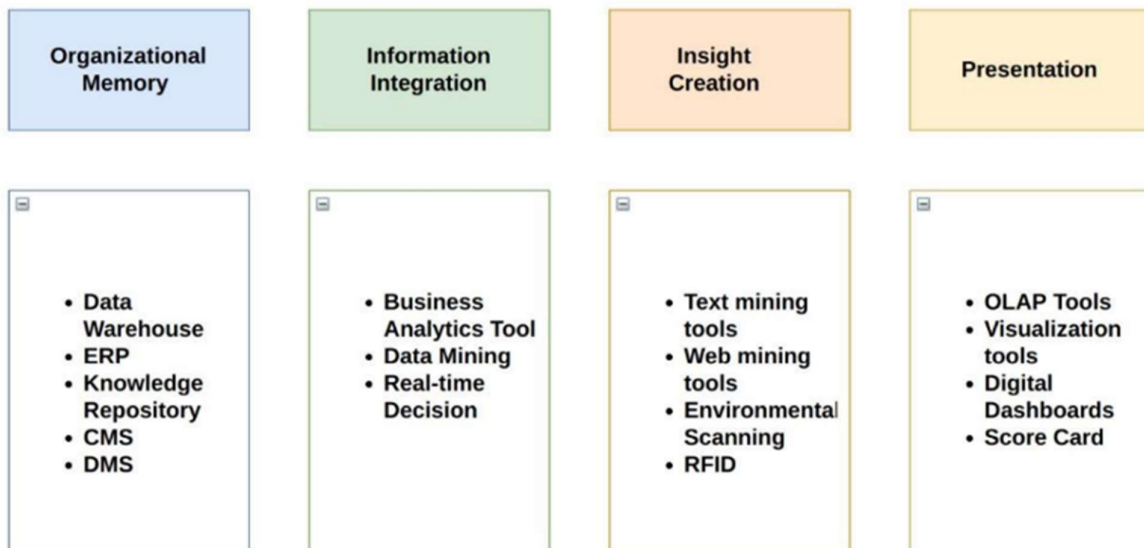 Organizational
Memory
Information
Integration
Insight
Creation
Presentation
• Data
Warehouse
• ERP
• Knowledge
Repository
• CMS
• DMS
• Business
Analytics Tool
• Data Mining
• Real-time
Decision
• Text mining
tools
• Web mining
tools
• Environmental
Scanning
• RFID
• OLAP Tools
• Visualization
tools
• Digital
Dashboards
• Score Card